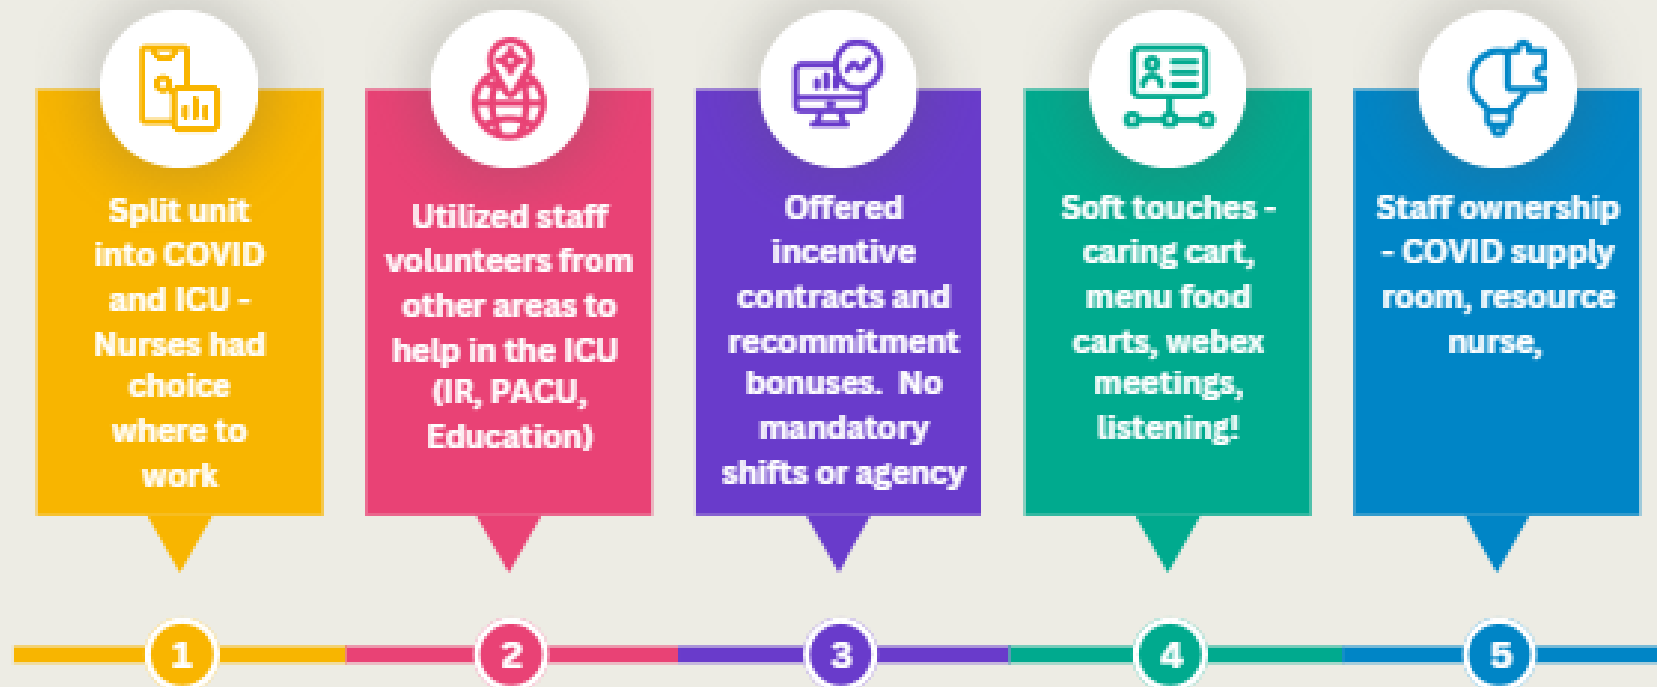 Split unit
into COVID
and ICU -
Nurses had
choice
where to
work
Utilized staff
volunteers from
other areas to
help in the ICU
(IR, PACU,
Education)
Offered
incentive
contracts and
recommitment
bonuses.  No
mandatory
shifts or agency
Soft touches -
caring cart,
menu food
carts, webex
meetings,
listening!
Staff ownership
- COVID supply
room, resource
nurse,
1
2
3
4
5